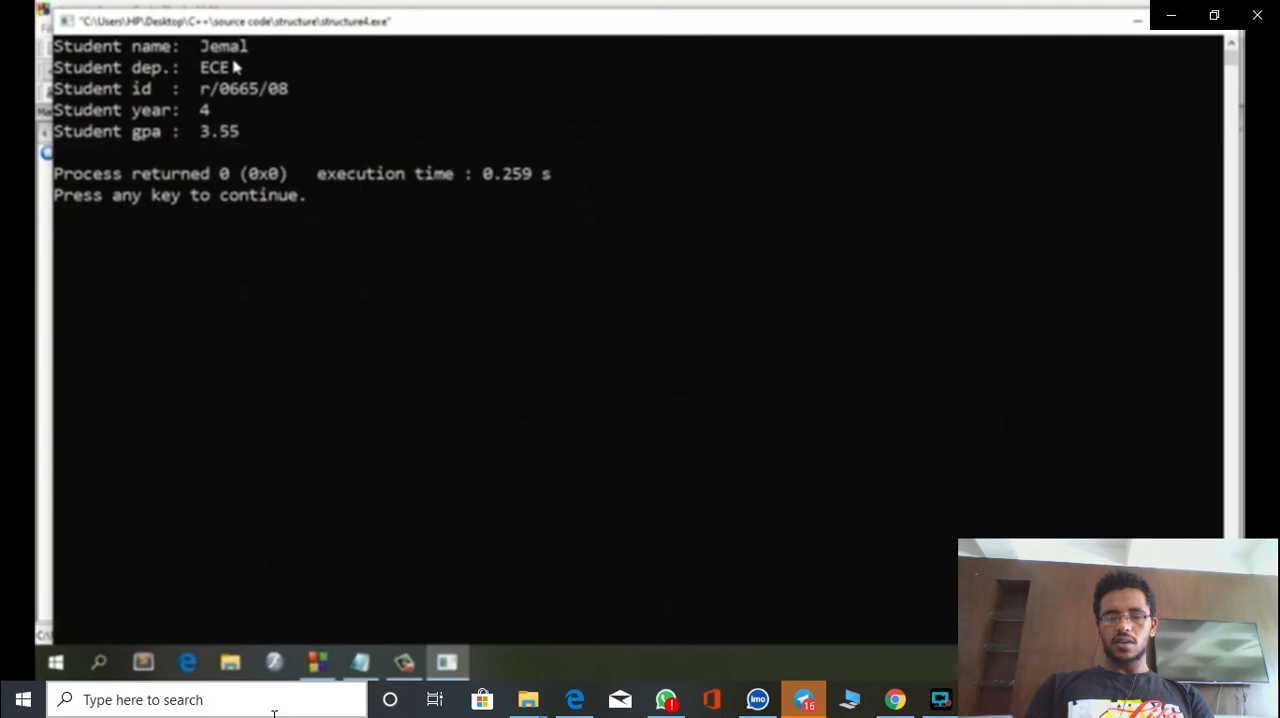 "C:\Users\HP\Desktop\C++\source code\structure\structure4.exe"
Student name:  Jemal
Student dep.:  ECE
Student id  :  r/0665/08
Student year:  4
Student gpa :  3.55
Process returned 0 (0x0)   execution time : 0.259 s
Press any key to continue.
Type here to search
imo
16